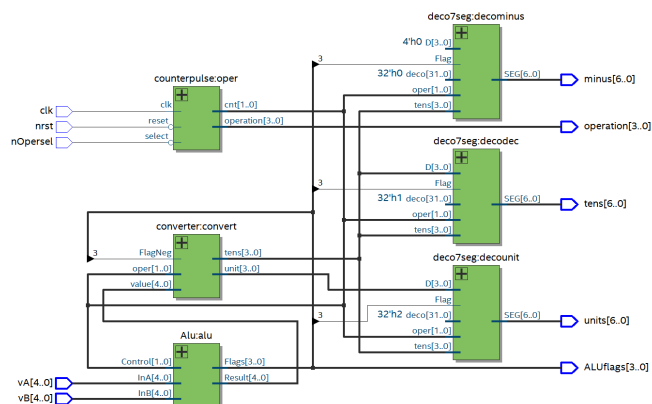 deco7seg:decominus
4'h0 D[3..0]
3
Flag
32'h0 deco[31..0]
SEG[6..0]
minus[6..0]
oper[1..0]
tens[3..0]
counterpulse:oper
clk
clk
cnt[1..0]
nrst
reset
operation[3..0]
operation[3..0]
nOpersel
select
deco7seg:decodec
D[3..0]
3
Flag
32'h1 deco[31..0]
SEG[6..0]
tens[6..0]
oper[1..0]
tens[3..0]
converter:convert
3
FlagNeg
tens[3..0]
oper[1..0]
unit[3..0]
value[4..0]
deco7seg:decounit
D[3..0]
Flag
3
32'h2 deco[31..0]
SEG[6..0]
units[6..0]
oper[1..0]
tens[3..0]
Alu:alu
Control[1..0]
Flags[3..0]
ALUflags[3..0]
vA[4..0]
InA[4..0]
Result[4..0]
vB[4..0]
InB[4..0]